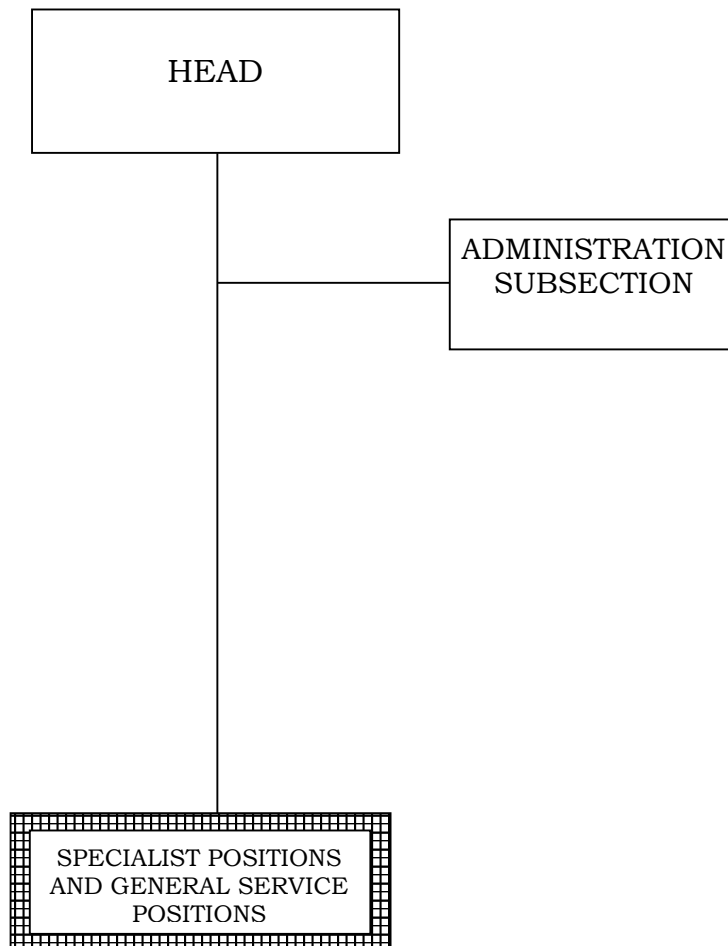 HEAD
ADMINISTRATION
SUBSECTION
SPECIALIST POSITIONS
AND GENERAL SERVICE
POSITIONS